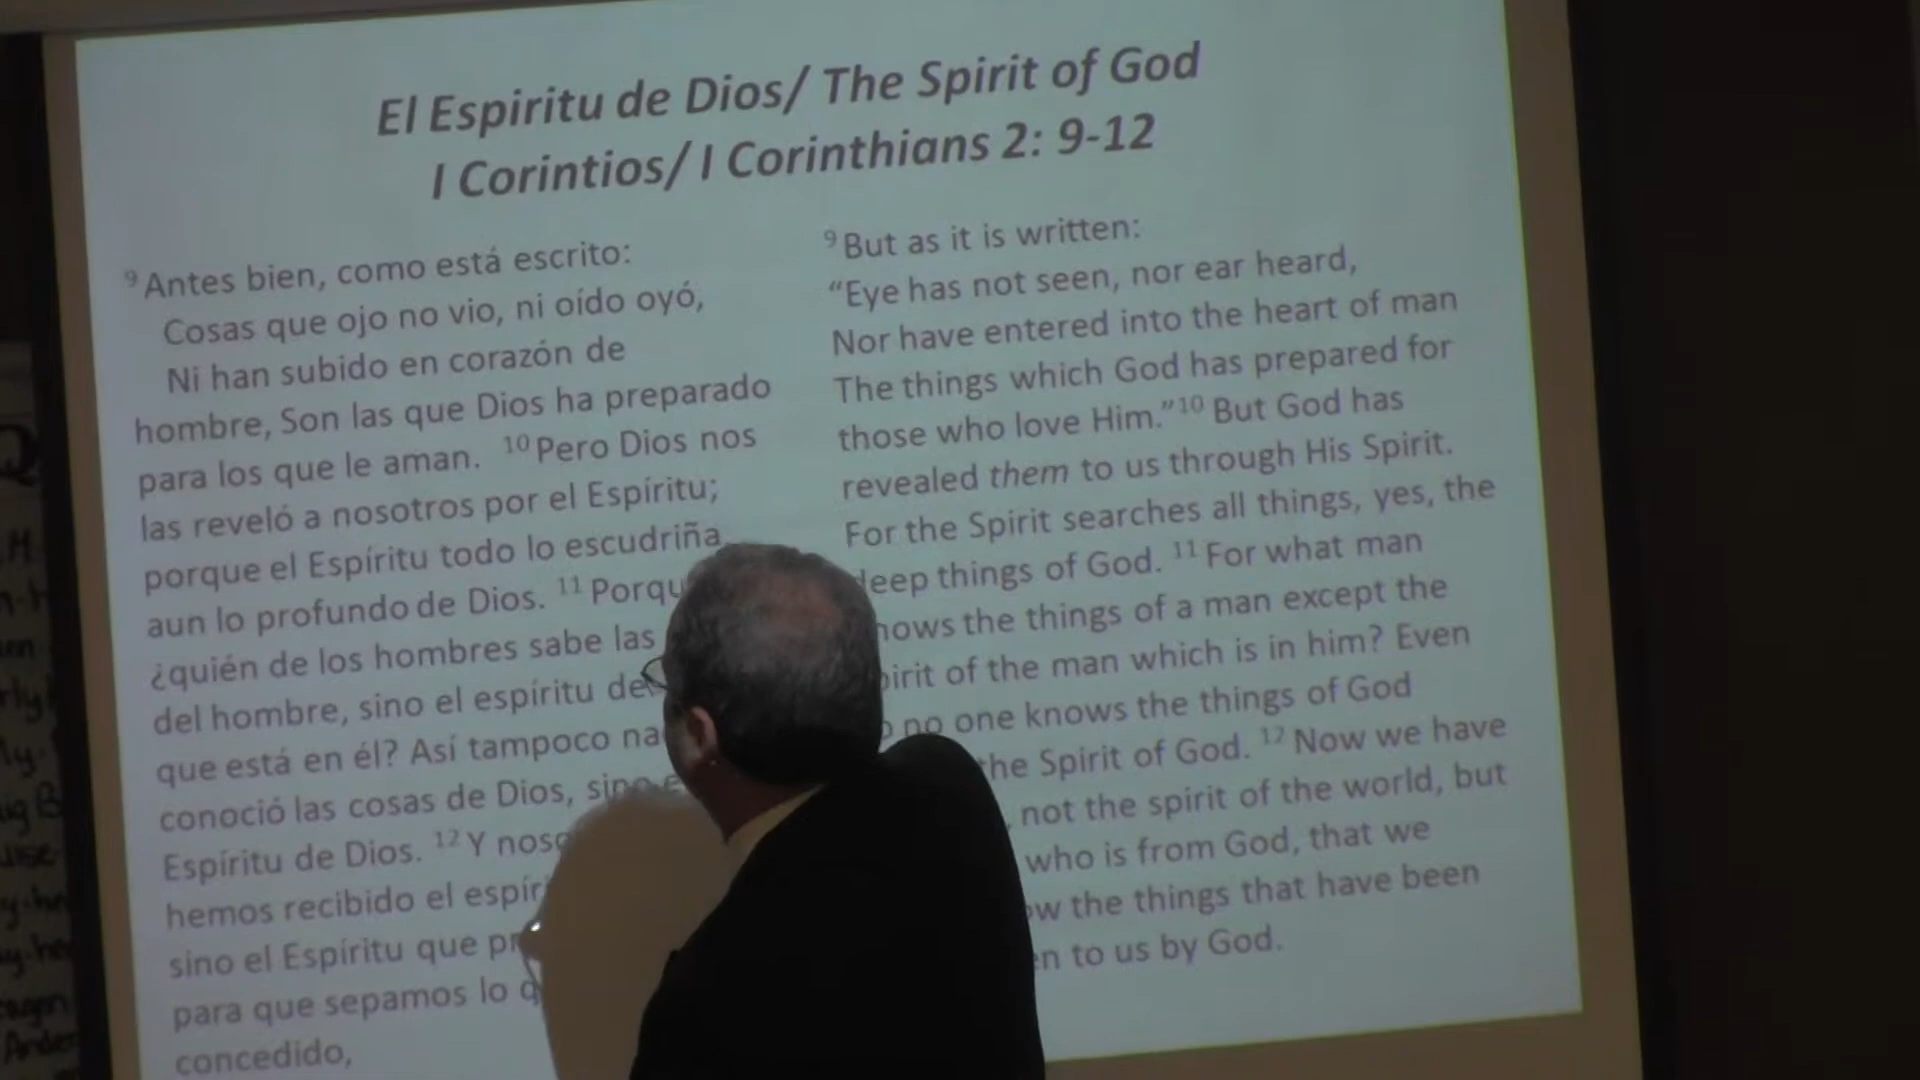 El Espiritu de Dios/ The Spirit of God
I Corintios/ I Corinthians 2: 9-12
9 Antes bien, como está escrito:
Cosas que ojo no vio, ni oído oyó,
Ni han subido en corazón de
hombre, Son las que Dios ha preparado
para los que le aman. 10 Pero Dios nos
las reveló a nosotros por el Espíritu;
porque el Espíritu todo lo escudriña,
aun lo profundo de Dios. 11
¿quién de los hombres sabe las
del hombre, sino el espíritu
que está en él? Así tampoco
conoció las cosas de Dios,
Espíritu de Dios. 12 Y
hemos recibido el
sino el Espíritu que
para que sepamos lo
concedido,
9 But as it is written:
“Eye has not seen, nor ear heard,
Nor have entered into the heart of man
The things which God has prepared for
those who love Him.” 10 But God has
revealed them to us through His Spirit.
For the Spirit searches all things, yes, the
things of God. 11 For what man
the things of a man except the
of the man which is in him? Even
no one knows the things of God
the Spirit of God. 12 Now we have
not the spirit of the world, but
who is from God, that we
the things that have been
to us by God.